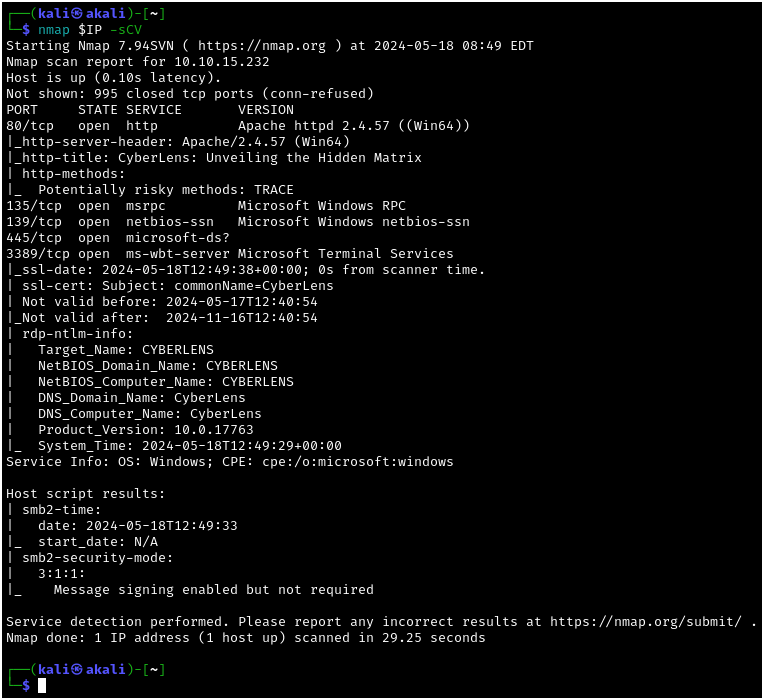 ┌──(kali㉿akali)-[~]
└─$ nmap $IP -sCV
Starting Nmap 7.94SVN ( https://nmap.org ) at 2024-05-18 08:49 EDT
Nmap scan report for 10.10.15.232
Host is up (0.10s latency).
Not shown: 995 closed tcp ports (conn-refused)
PORT     STATE SERVICE       VERSION
80/tcp   open  http          Apache httpd 2.4.57 ((Win64))
|_http-server-header: Apache/2.4.57 (Win64)
|_http-title: CyberLens: Unveiling the Hidden Matrix
| http-methods:
|_  Potentially risky methods: TRACE
135/tcp  open  msrpc         Microsoft Windows RPC
139/tcp  open  netbios-ssn   Microsoft Windows netbios-ssn
445/tcp  open  microsoft-ds?
3389/tcp open  ms-wbt-server Microsoft Terminal Services
|_ssl-date: 2024-05-18T12:49:38+00:00; 0s from scanner time.
| ssl-cert: Subject: commonName=CyberLens
| Not valid before: 2024-05-17T12:40:54
|_Not valid after:  2024-11-16T12:40:54
| rdp-ntlm-info:
|   Target_Name: CYBERLENS
|   NetBIOS_Domain_Name: CYBERLENS
|   NetBIOS_Computer_Name: CYBERLENS
|   DNS_Domain_Name: CyberLens
|   DNS_Computer_Name: CyberLens
|   Product_Version: 10.0.17763
|_  System_Time: 2024-05-18T12:49:29+00:00
Service Info: OS: Windows; CPE: cpe:/o:microsoft:windows

Host script results:
| smb2-time:
|   date: 2024-05-18T12:49:33
|_  start_date: N/A
| smb2-security-mode:
|   3:1:1:
|_    Message signing enabled but not required

Service detection performed. Please report any incorrect results at https://nmap.org/submit/ .
Nmap done: 1 IP address (1 host up) scanned in 29.25 seconds

┌──(kali㉿akali)-[~]
└─$